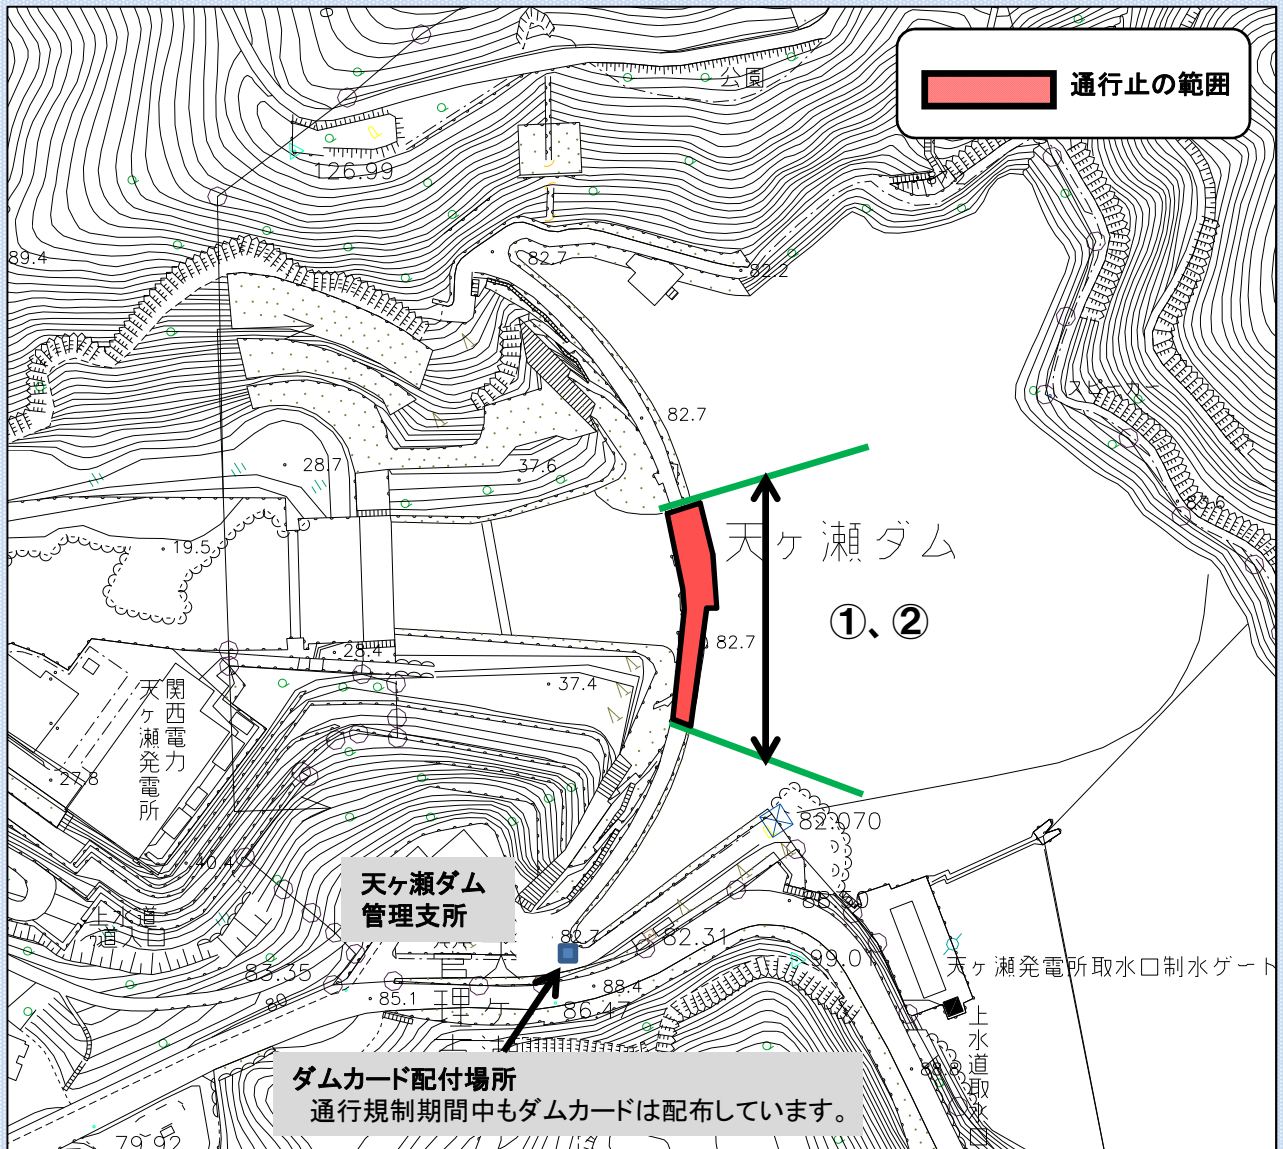 通行止の範囲
公園
126.99
89.4
82.7
82.2
スピーカー
82.7
28.7
37.6
天ヶ瀬ダム
19.5
①、②
28.4
82.7
37.4
関西電力
天ヶ瀬発電所
27.8
82.070
40.4
天ヶ瀬ダム
管理支所
上水道
82.7
82.31
99.01
83.35
天ヶ瀬発電所取水口制水ゲート
80
85.1
88.4
86.47
上水道取水口
ダムカード配付場所
通行規制期間中もダムカードは配布しています。
79.92